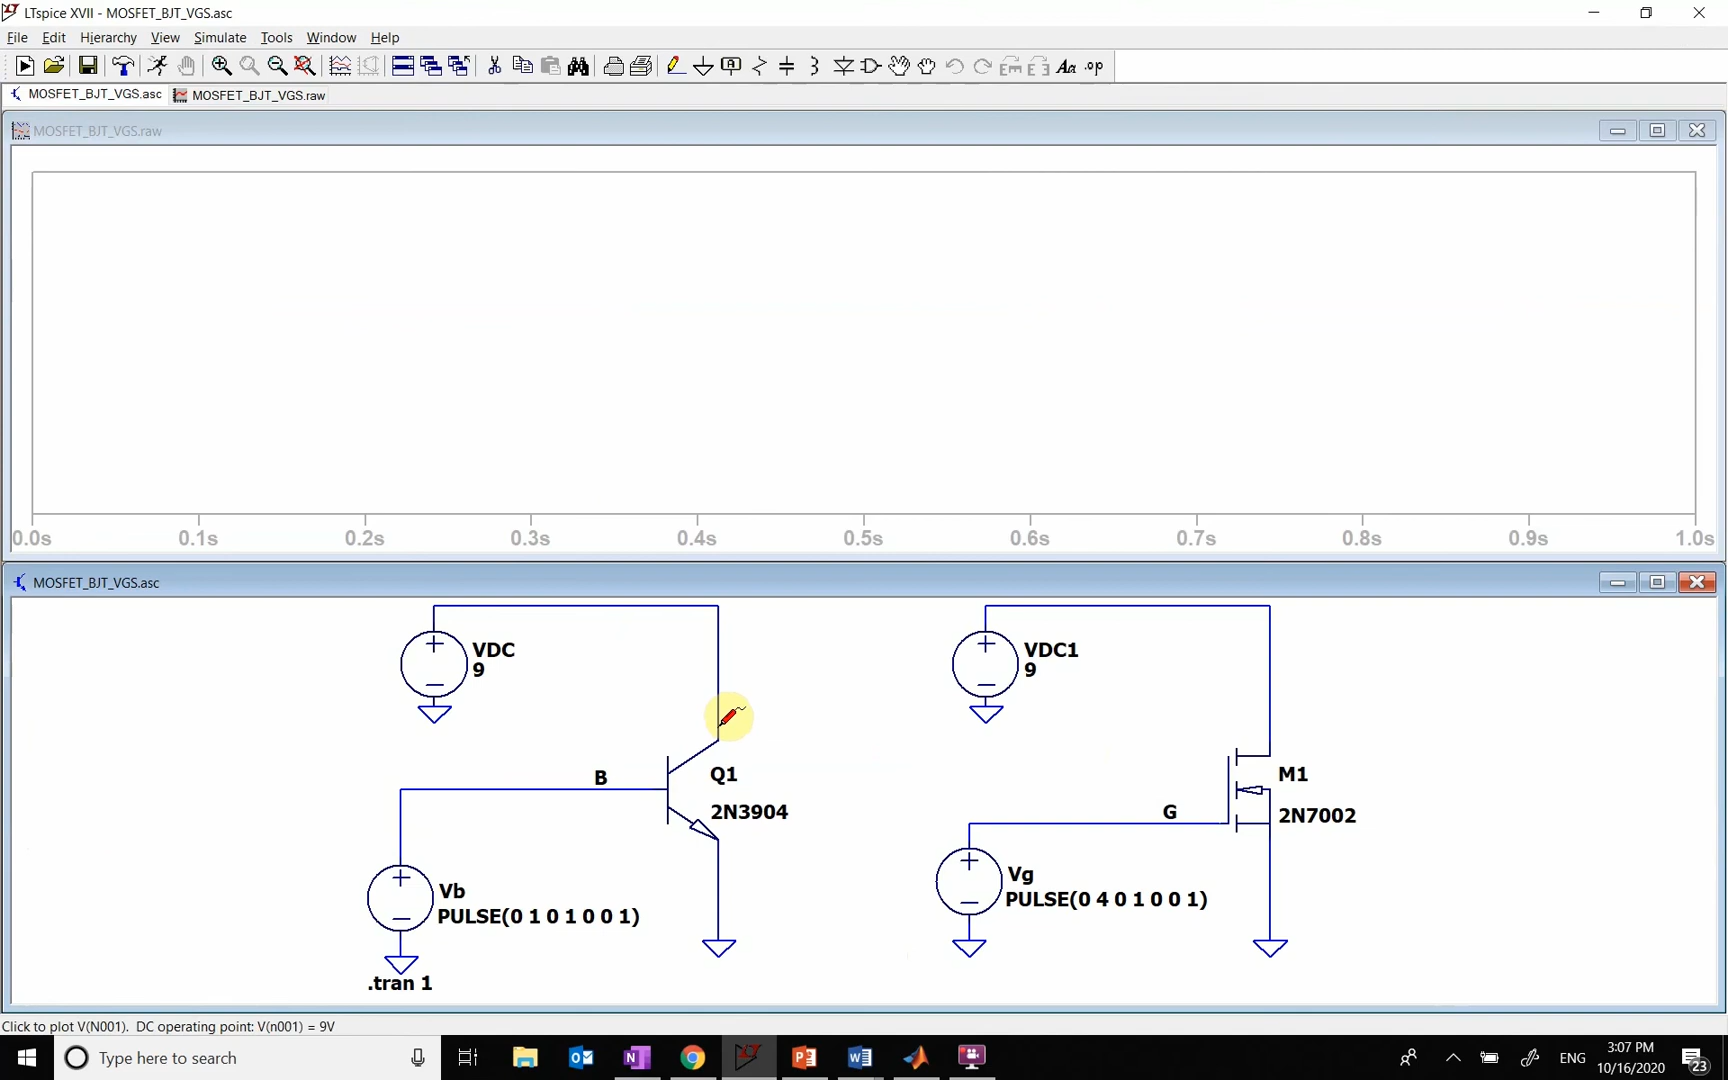 LTspice XVII - MOSFET_BJT_VGS.asc
File Edit Hierarchy View Simulate Tools Window Help
MOSFET_BJT_VGS.asc MOSFET_BJT_VGS.raw
MOSFET_BJT_VGS.raw
0.0s 0.1s 0.2s 0.3s 0.4s 0.5s 0.6s 0.7s 0.8s 0.9s 1.0s
MOSFET_BJT_VGS.asc
VDC
9
VDC1
9
B
Q1
2N3904
G
M1
2N7002
Vb
PULSE(0 1 0 1 0 0 1)
Vg
PULSE(0 4 0 1 0 0 1)
.tran 1
Click to plot V(N001). DC operating point: V(n001) = 9V
Type here to search
ENG
3:07 PM
10/16/2020
23